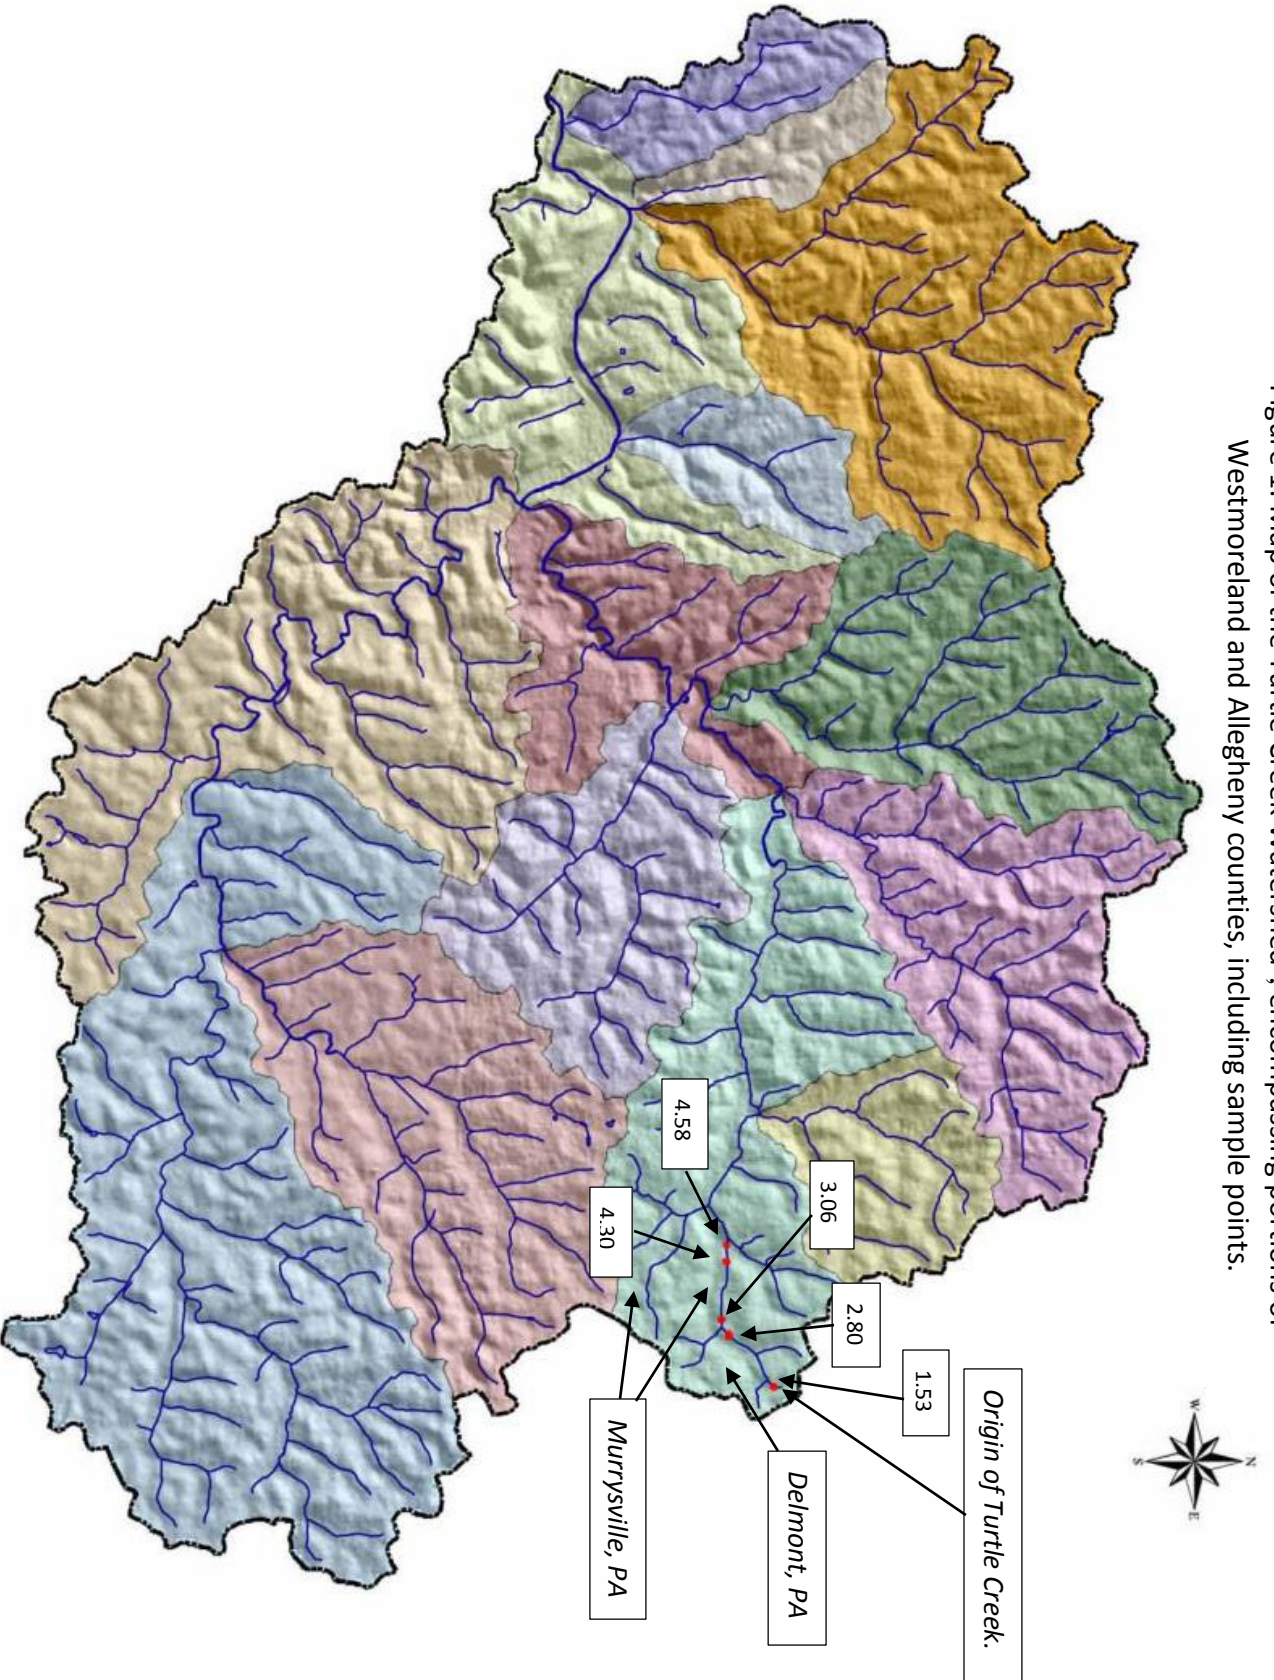 Westmoreland and Allegheny counties, including sample points.
N
W
E
S
Origin of Turtle Creek.
1.53
2.80
3.06
Delmont, PA
4.58
4.30
Murrysville, PA